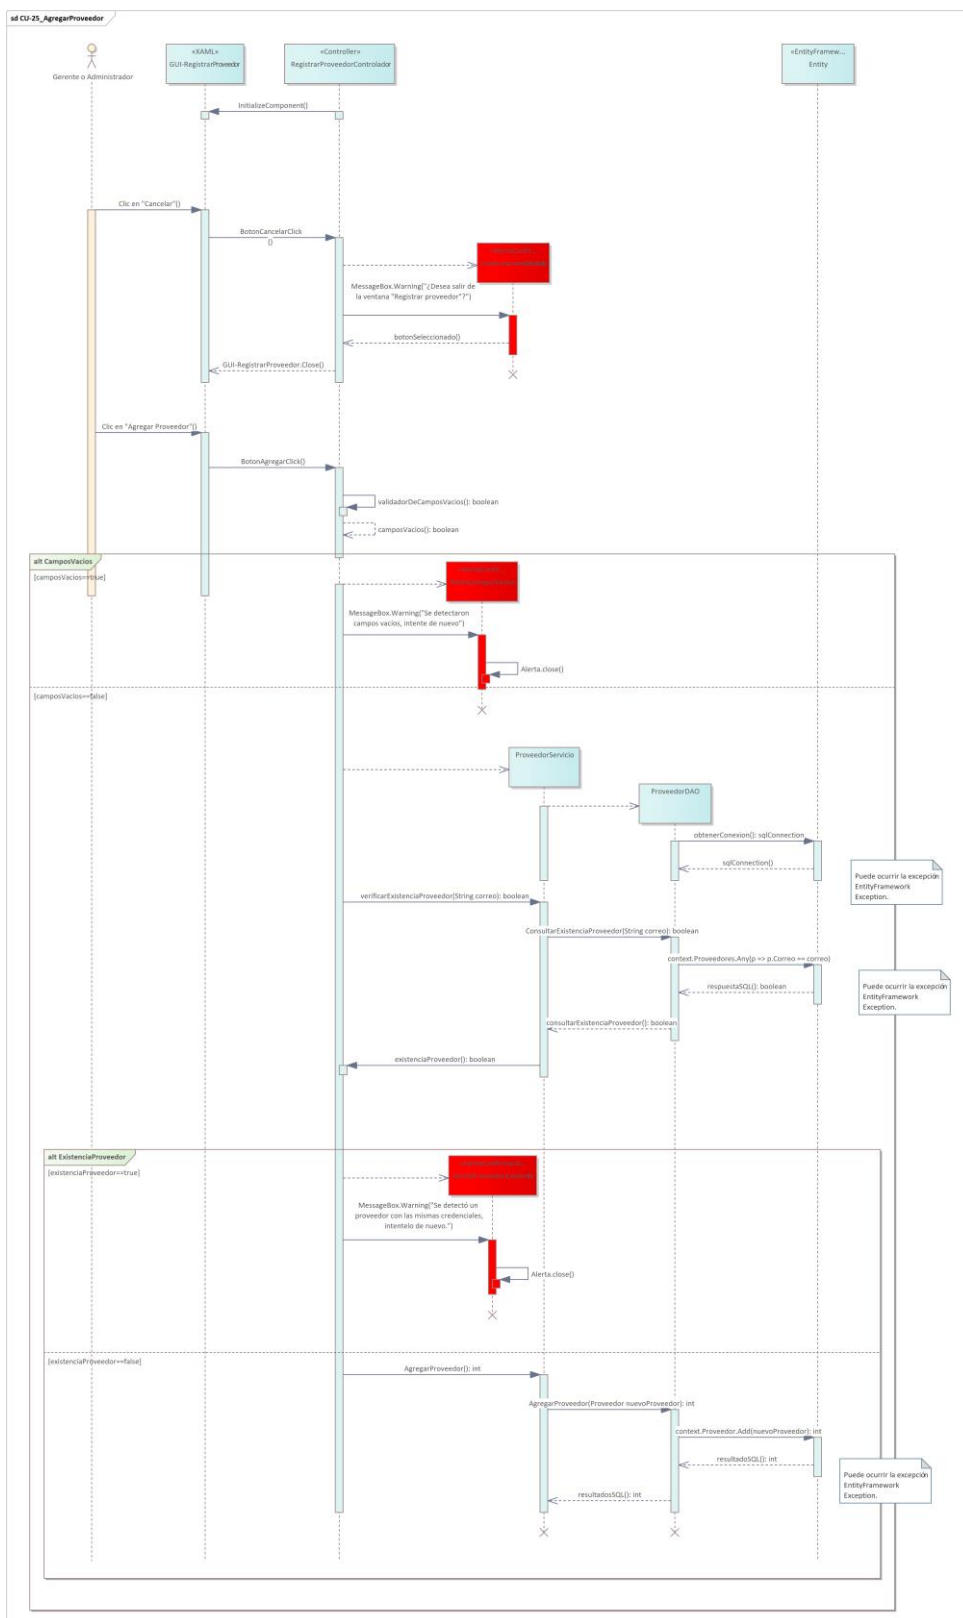 sd CU-25_AgregarProveedor
«XAML»
GUI-RegistrarProveedor
«Controller»
RegistrarProveedorControlador
«EntityFramew...
Entity
Gerente o Administrador
InitializeComponent()
Clic en "Cancelar"()
BotonCancelarClick
()
MessageBox.Warning("¿Desea salir de
la ventana "Registrar proveedor"?")
botonSeleccionado()
GUI-RegistrarProveedor.Close()
Clic en "Agregar Proveedor"()
BotonAgregarClick()
validadorDeCamposVacios(): boolean
camposVacios(): boolean
alt CamposVacios
[camposVacios==true]
MessageBox.Warning("Se detectaron
campos vacíos, intente de nuevo")
Alerta.close()
[camposVacios==false]
ProveedorServicio
ProveedorDAO
obtenerConexion(): sqlConnection
sqlConnection()
Puede ocurrir la excepción
EntityFramework
Exception.
verificarExistenciaProveedor(String correo): boolean
ConsultarExistenciaProveedor(String correo): boolean
context.Proveedores.Any(p => p.Correo == correo)
respuestaSQL(): boolean
Puede ocurrir la excepción
EntityFramework
Exception.
consultarExistenciaProveedor(): boolean
existenciaProveedor(): boolean
alt ExistenciaProveedor
[existenciaProveedor==true]
MessageBox.Warning("Se detectó un
proveedor con las mismas credenciales,
intentelo de nuevo.")
Alerta.close()
[existenciaProveedor==false]
AgregarProveedor(): int
AgregarProveedor(Proveedor nuevoProveedor): int
context.Proveedor.Add(nuevoProveedor): int
resultadoSQL(): int
Puede ocurrir la excepción
EntityFramework
Exception.
resultadosSQL(): int